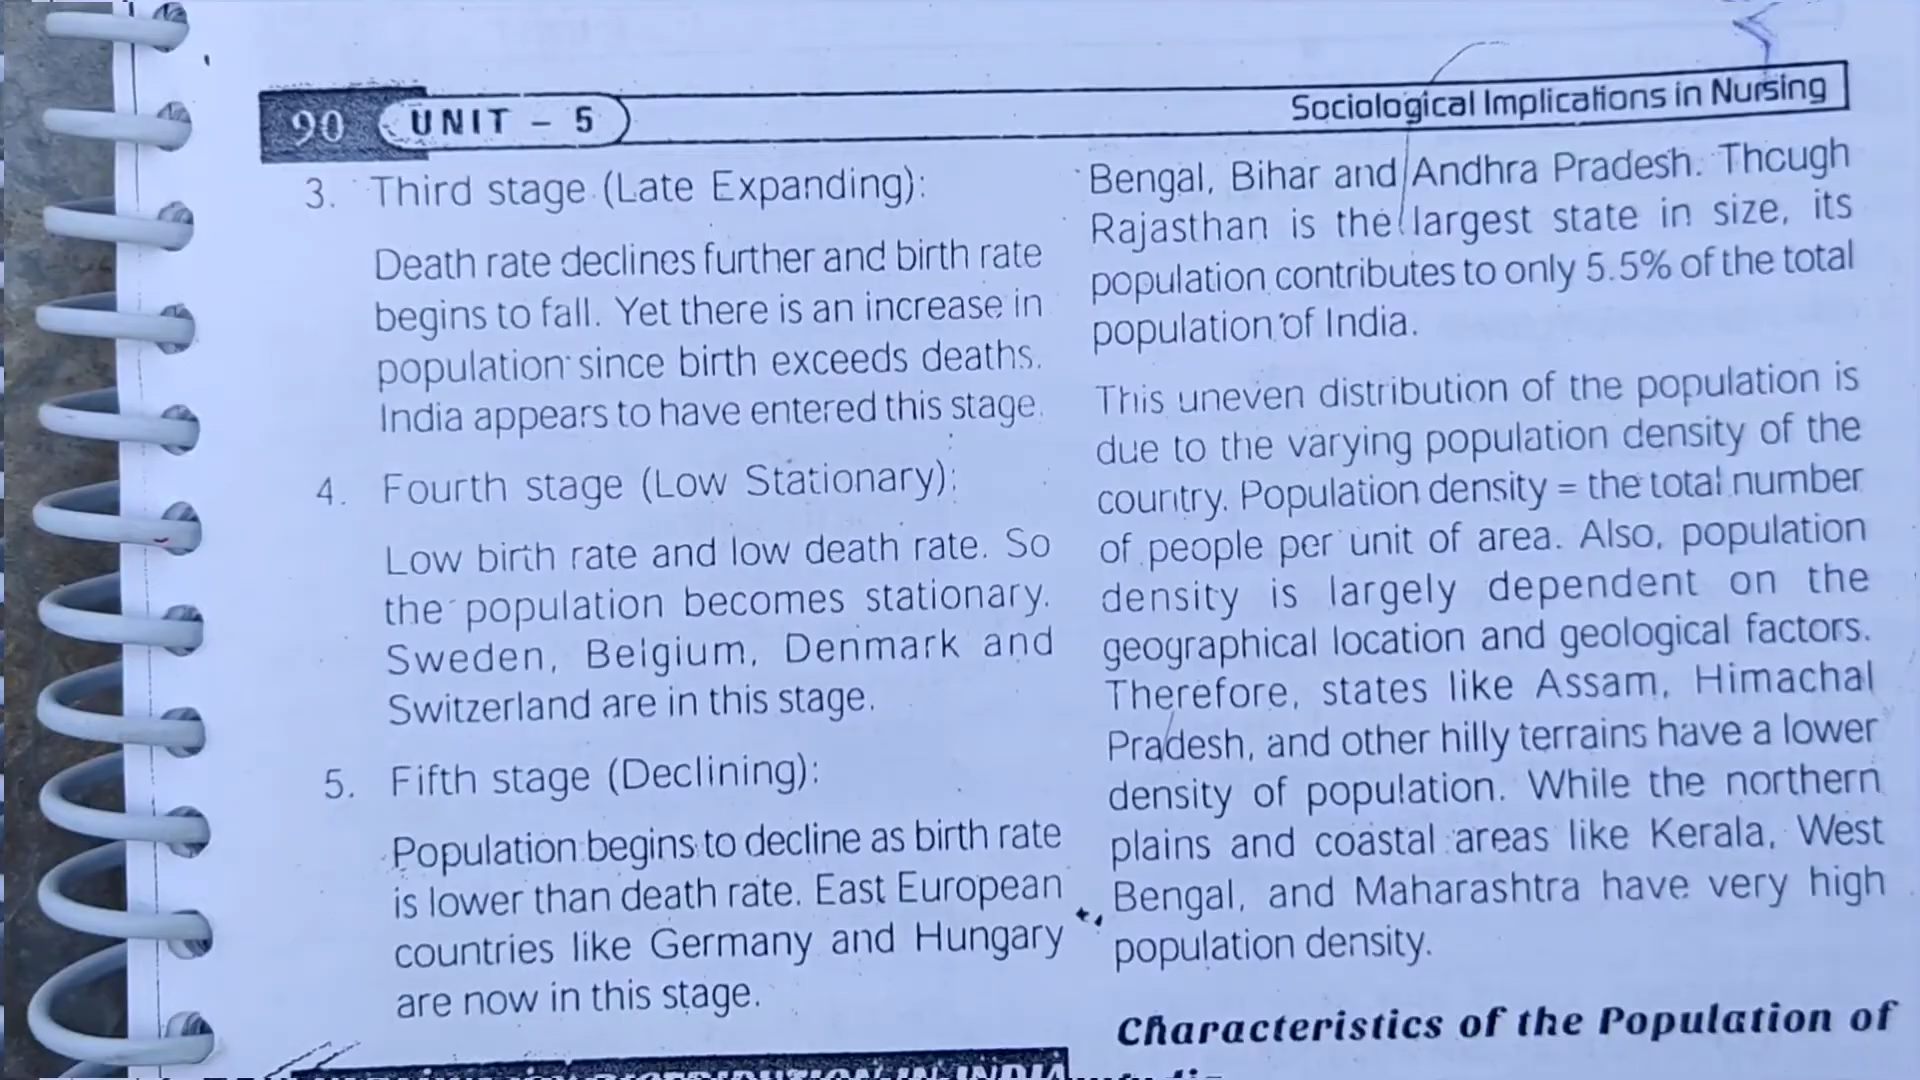 90 UNIT – 5
Sociological Implications in Nursing
3. Third stage (Late Expanding):
Death rate declines further and birth rate
begins to fall. Yet there is an increase in
population since birth exceeds deaths.
India appears to have entered this stage.
4. Fourth stage (Low Stationary):
Low birth rate and low death rate. So
the population becomes stationary.
Sweden, Belgium, Denmark and
Switzerland are in this stage.
5. Fifth stage (Declining):
Population begins to decline as birth rate
is lower than death rate. East European
countries like Germany and Hungary
are now in this stage.
IN INDIA
Bengal, Bihar and Andhra Pradesh. Though
Rajasthan is the largest state in size, its
population contributes to only 5.5% of the total
population of India.
This uneven distribution of the population is
due to the varying population density of the
country. Population density = the total number
of people per unit of area. Also, population
density is largely dependent on the
geographical location and geological factors.
Therefore, states like Assam, Himachal
Pradesh, and other hilly terrains have a lower
density of population. While the northern
plains and coastal areas like Kerala, West
Bengal, and Maharashtra have very high
population density.
Characteristics of the Population of